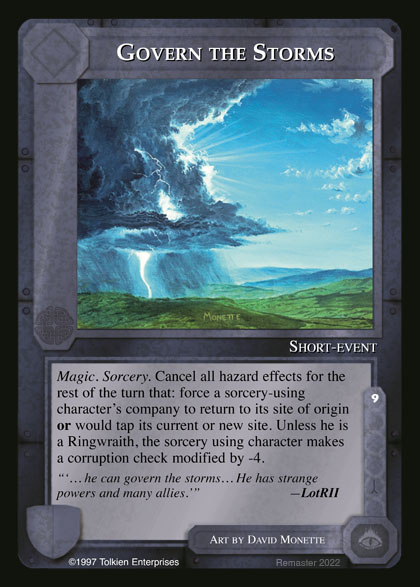 Govern the Storms
Monette
Short-event
Magic. Sorcery. Cancel all hazard effects for the
rest of the turn that: force a sorcery-using
character's company to return to its site of origin
or would tap its current or new site. Unless he is
a Ringwraith, the sorcery using character makes
a corruption check modified by -4.
9
“‘… he can govern the storms… He has strange
powers and many allies.’” —LotRII
Art by David Monette
©1997 Tolkien Enterprises Remaster 2022